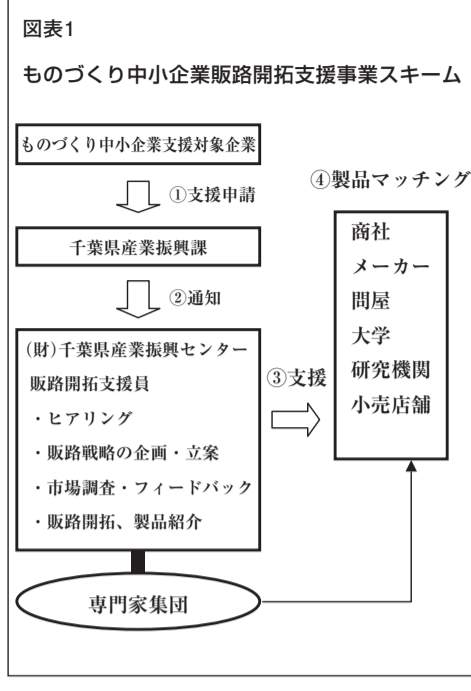 図表1
ものづくり中小企業販路開拓支援事業スキーム
ものづくり中小企業支援対象企業
①支援申請
千葉県産業振興課
②通知
(財)千葉県産業振興センター
販路開拓支援員
・ヒアリング
・販路戦略の企画・立案
・市場調査・フィードバック
・販路開拓、製品紹介
専門家集団
③支援
④製品マッチング
商社
メーカー
問屋
大学
研究機関
小売店舗